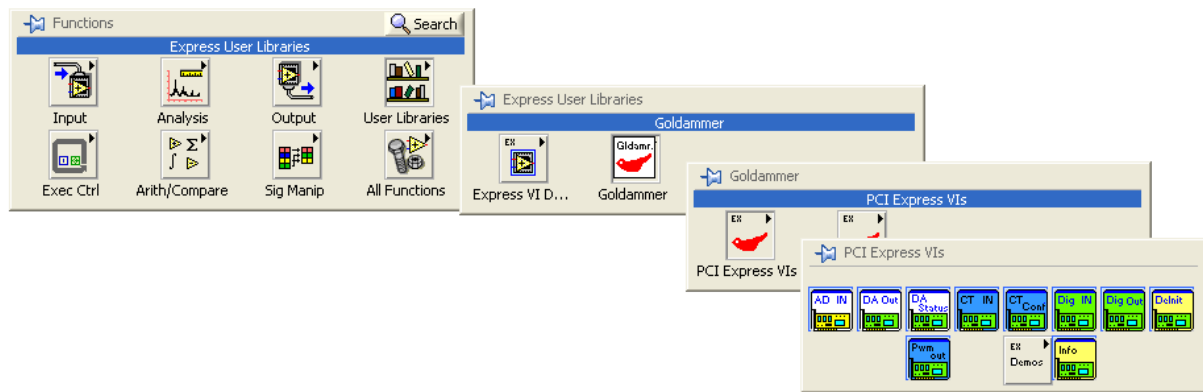 Functions
Search
Express User Libraries
Input
Analysis
Output
User Libraries
Exec Ctrl
Arith/Compare
Sig Manip
All Functions
Express User Libraries
Goldammer
EX
Gldamr.
Express VI D...
Goldammer
Goldammer
PCI Express VIs
EX
EX
PCI Express VIs
PCI Express VIs
AD IN
DA Out
DA Status
CT IN
CT Conf
Dig IN
Dig Out
DeInit
Pwm out
EX
Demos
Info